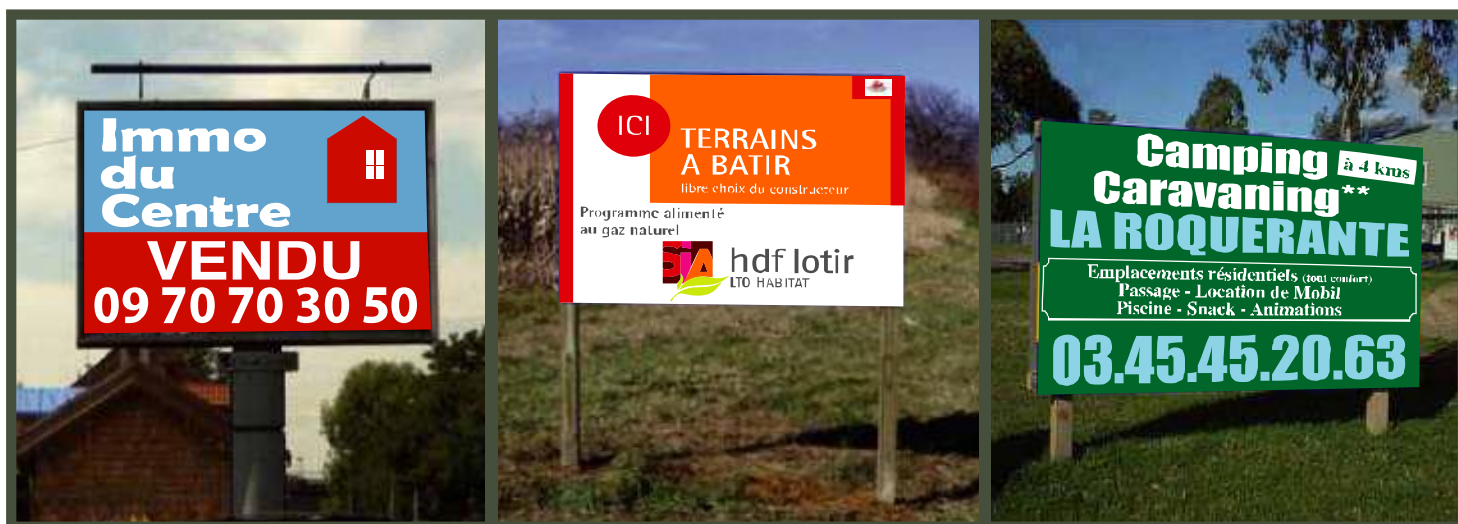 Immo
du
Centre
VENDU
09 70 70 30 50
ICI
TERRAINS
A BATIR
libre choix du constructeur
Programme alimenté
au gaz naturel
SIA
hdf lotir
LTO HABITAT
Camping à 4 kms
Caravaning**
LA ROQUERANTE
Emplacements résidentiels (tout confort)
Passage - Location de Mobil
Piscine - Snack - Animations
03.45.45.20.63